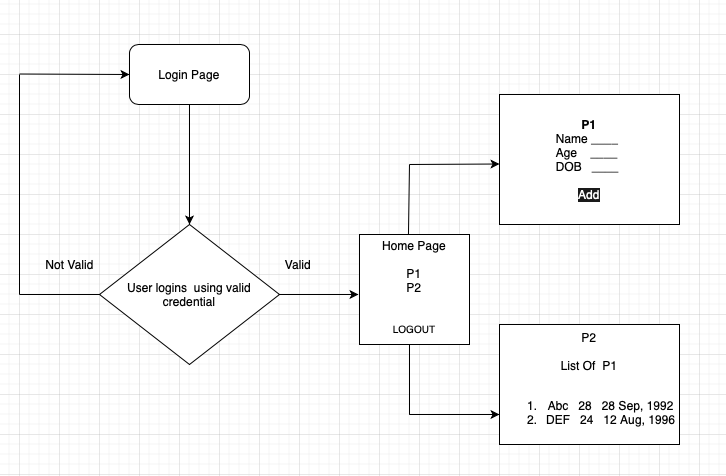 Login Page
Not Valid
User logins using valid
credential
Valid
Home Page
P1
P2
LOGOUT
P1
Name ____
Age ____
DOB ____
Add
P2
List Of P1
1. Abc 28 28 Sep, 1992
2. DEF 24 12 Aug, 1996